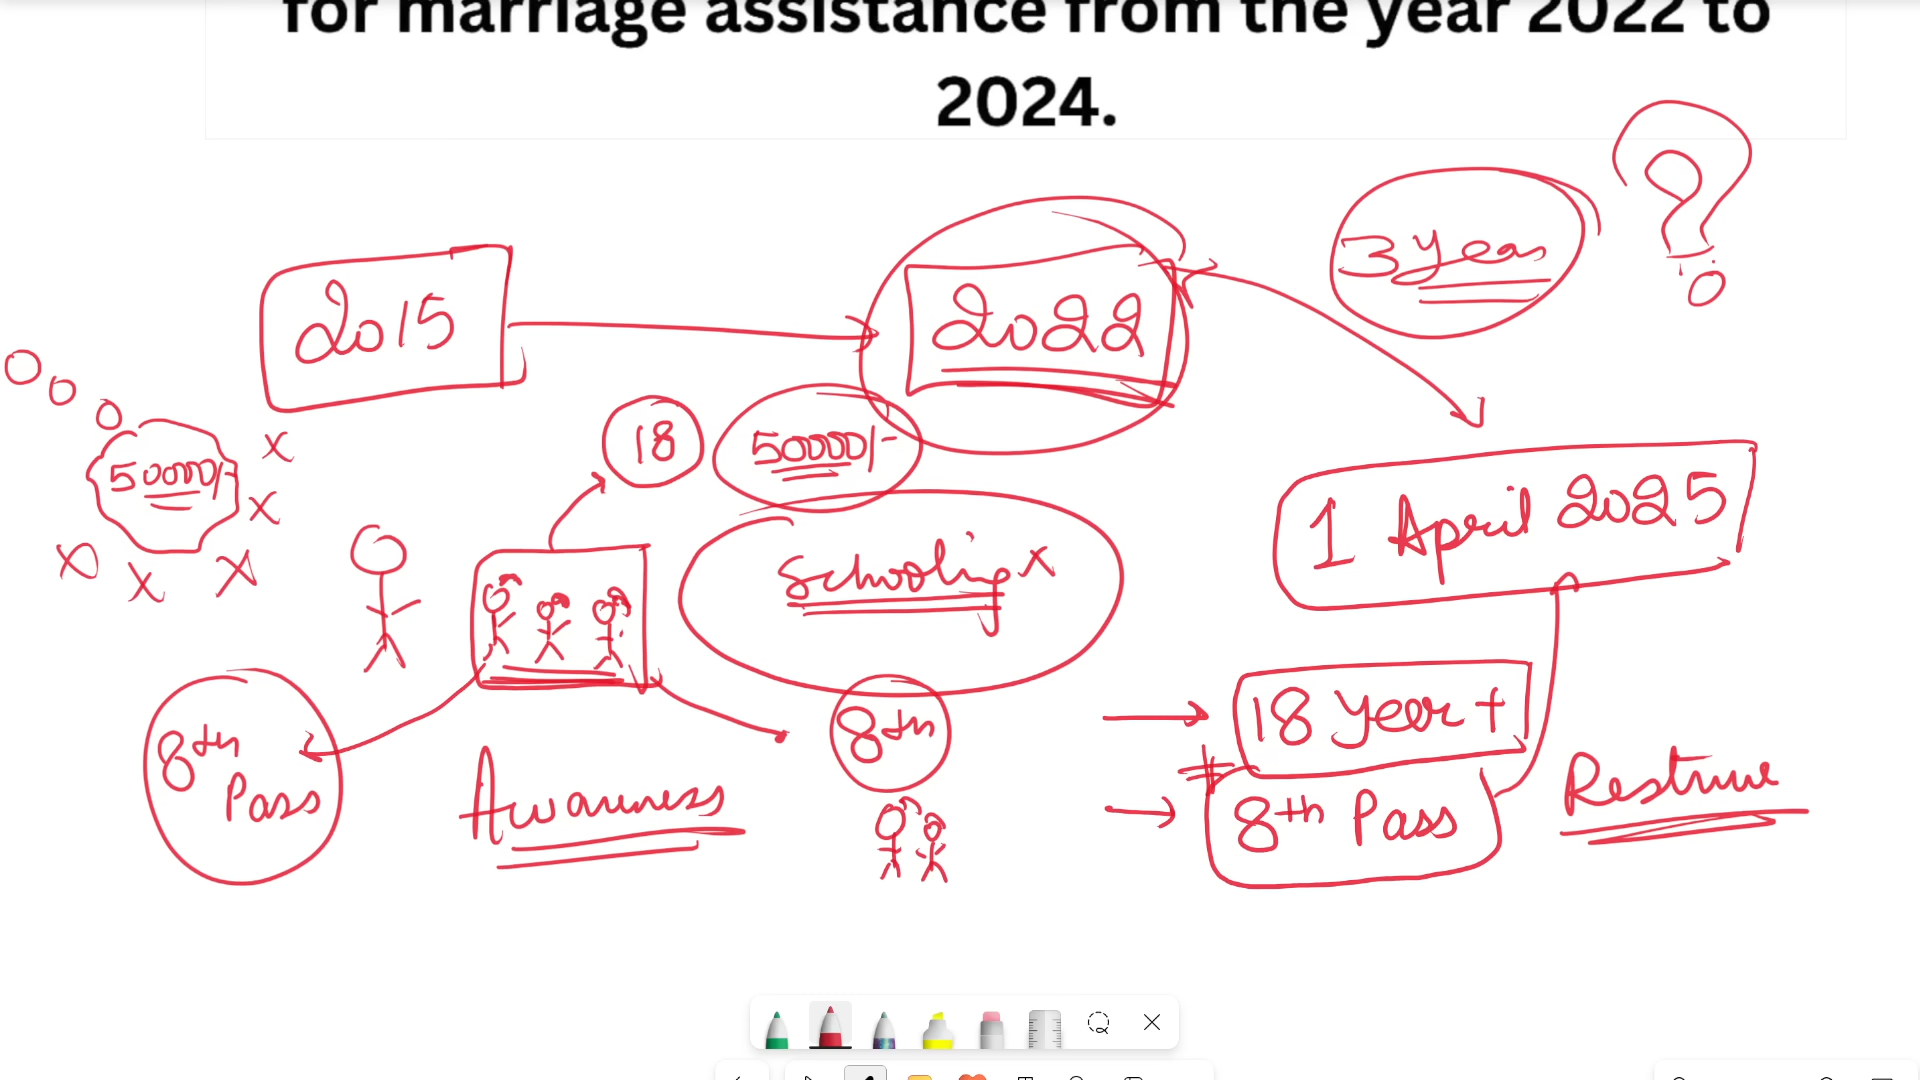 for marriage assistance from the year 2022 to
2024.
3 year
2015
2022
18
50000/-
50000/-
1 April 2025
Schooling x
18 year +
8th
8th
Pass
Awareness
8th Pass